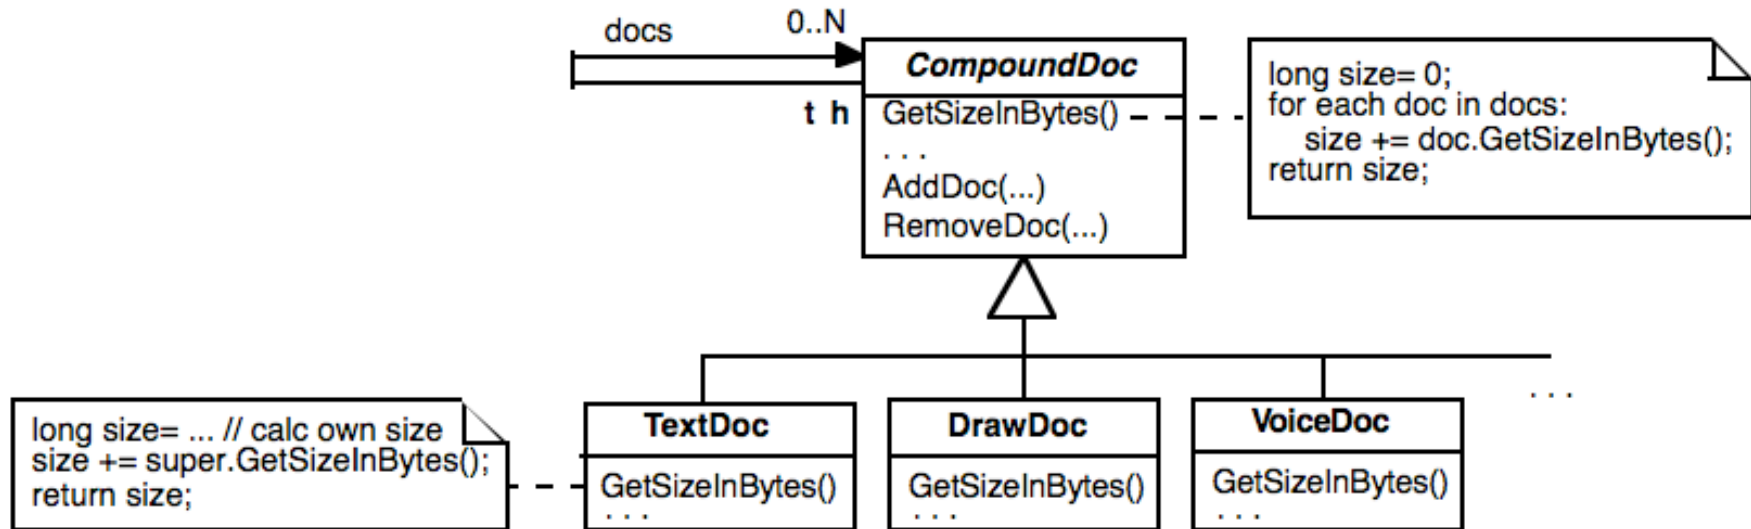 docs
0..N
CompoundDoc
t h
GetSizeInBytes()
. . .
AddDoc(...)
RemoveDoc(...)
long size= 0;
for each doc in docs:
size += doc.GetSizeInBytes();
return size;
. . .
long size= ... // calc own size
size += super.GetSizeInBytes();
return size;
TextDoc
GetSizeInBytes()
. . .
DrawDoc
GetSizeInBytes()
. . .
VoiceDoc
GetSizeInBytes()
. . .